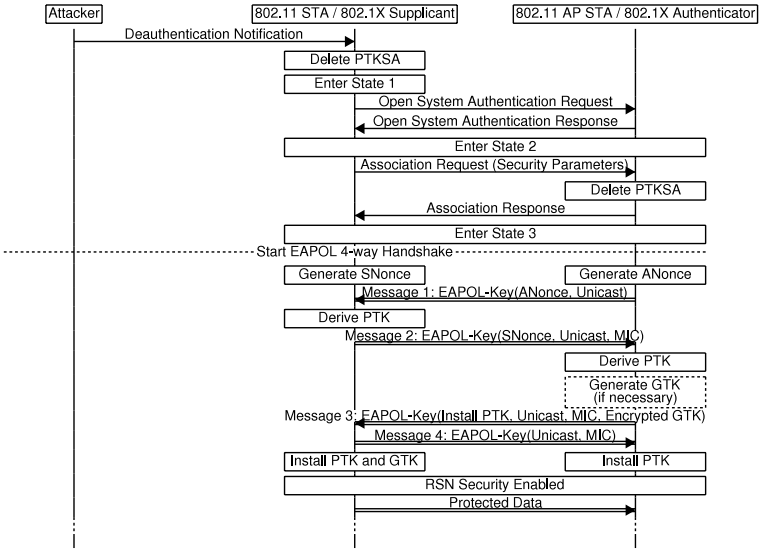 Attacker
802.11 STA / 802.1X Supplicant
802.11 AP STA / 802.1X Authenticator
Deauthentication Notification
Delete PTKSA
Enter State 1
Open System Authentication Request
Open System Authentication Response
Enter State 2
Association Request (Security Parameters)
Delete PTKSA
Association Response
Enter State 3
Start EAPOL 4-way Handshake
Generate SNonce
Generate ANonce
Message 1: EAPOL-Key(ANonce, Unicast)
Derive PTK
Message 2: EAPOL-Key(SNonce, Unicast, MIC)
Derive PTK
Generate GTK
(if necessary)
Message 3: EAPOL-Key(Install PTK, Unicast, MIC, Encrypted GTK)
Message 4: EAPOL-Key(Unicast, MIC)
Install PTK and GTK
Install PTK
RSN Security Enabled
Protected Data